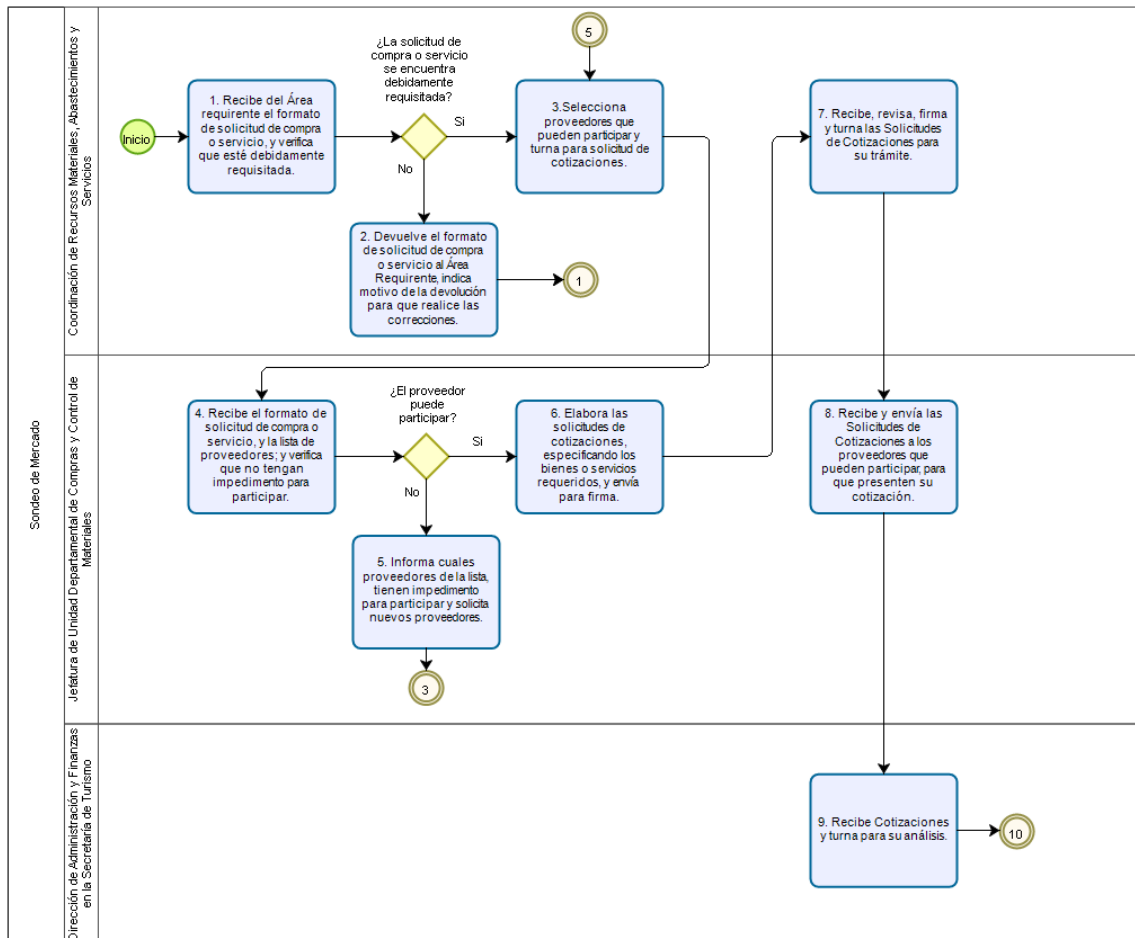 Sondeo de Mercado
Coordinación de Recursos Materiales, Abastecimientos y
Servicios
Inicio
1. Recibe del Área
requirente el formato
de solicitud de compra
o servicio, y verifica
que esté debidamente
requisitada.
¿La solicitud de
compra o servicio
se encuentra
debidamente
requisitada?
Si
No
5
3.Selecciona
proveedores que
pueden participar y
turna para solicitud de
cotizaciones.
7. Recibe, revisa, firma
y turna las Solicitudes
de Cotizaciones para
su trámite.
2. Devuelve el formato
de solicitud de compra
o servicio al Área
Requirente, indica
motivo de la devolución
para que realice las
correcciones.
1
Jefatura de Unidad Departamental de Compras y Control de
Materiales
4. Recibe el formato de
solicitud de compra o
servicio, y la lista de
proveedores; y verifica
que no tengan
impedimento para
participar.
¿El proveedor
puede
participar?
Si
No
6. Elabora las
solicitudes de
cotizaciones,
especificando los
bienes o servicios
requeridos, y envía
para firma.
8. Recibe y envía las
Solicitudes de
Cotizaciones a los
proveedores que
pueden participar, para
que presenten su
cotización.
5. Informa cuales
proveedores de la lista,
tienen impedimento
para participar y solicita
nuevos proveedores.
3
Dirección de Administración y Finanzas
en la Secretaría de Turismo
9. Recibe Cotizaciones
y turna para su análisis.
10